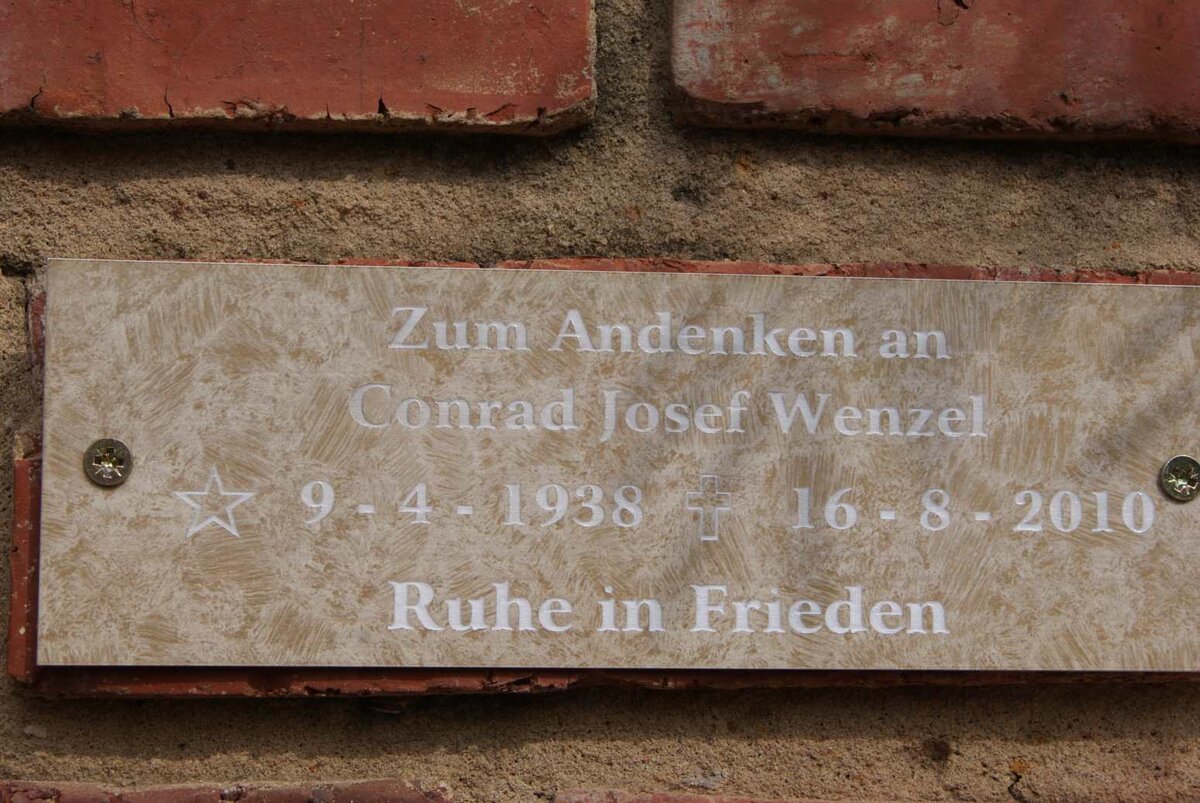 Zum Andenken an
Conrad Josef Wenzel
9 - 4 - 1938 16 - 8 - 2010
Ruhe in Frieden